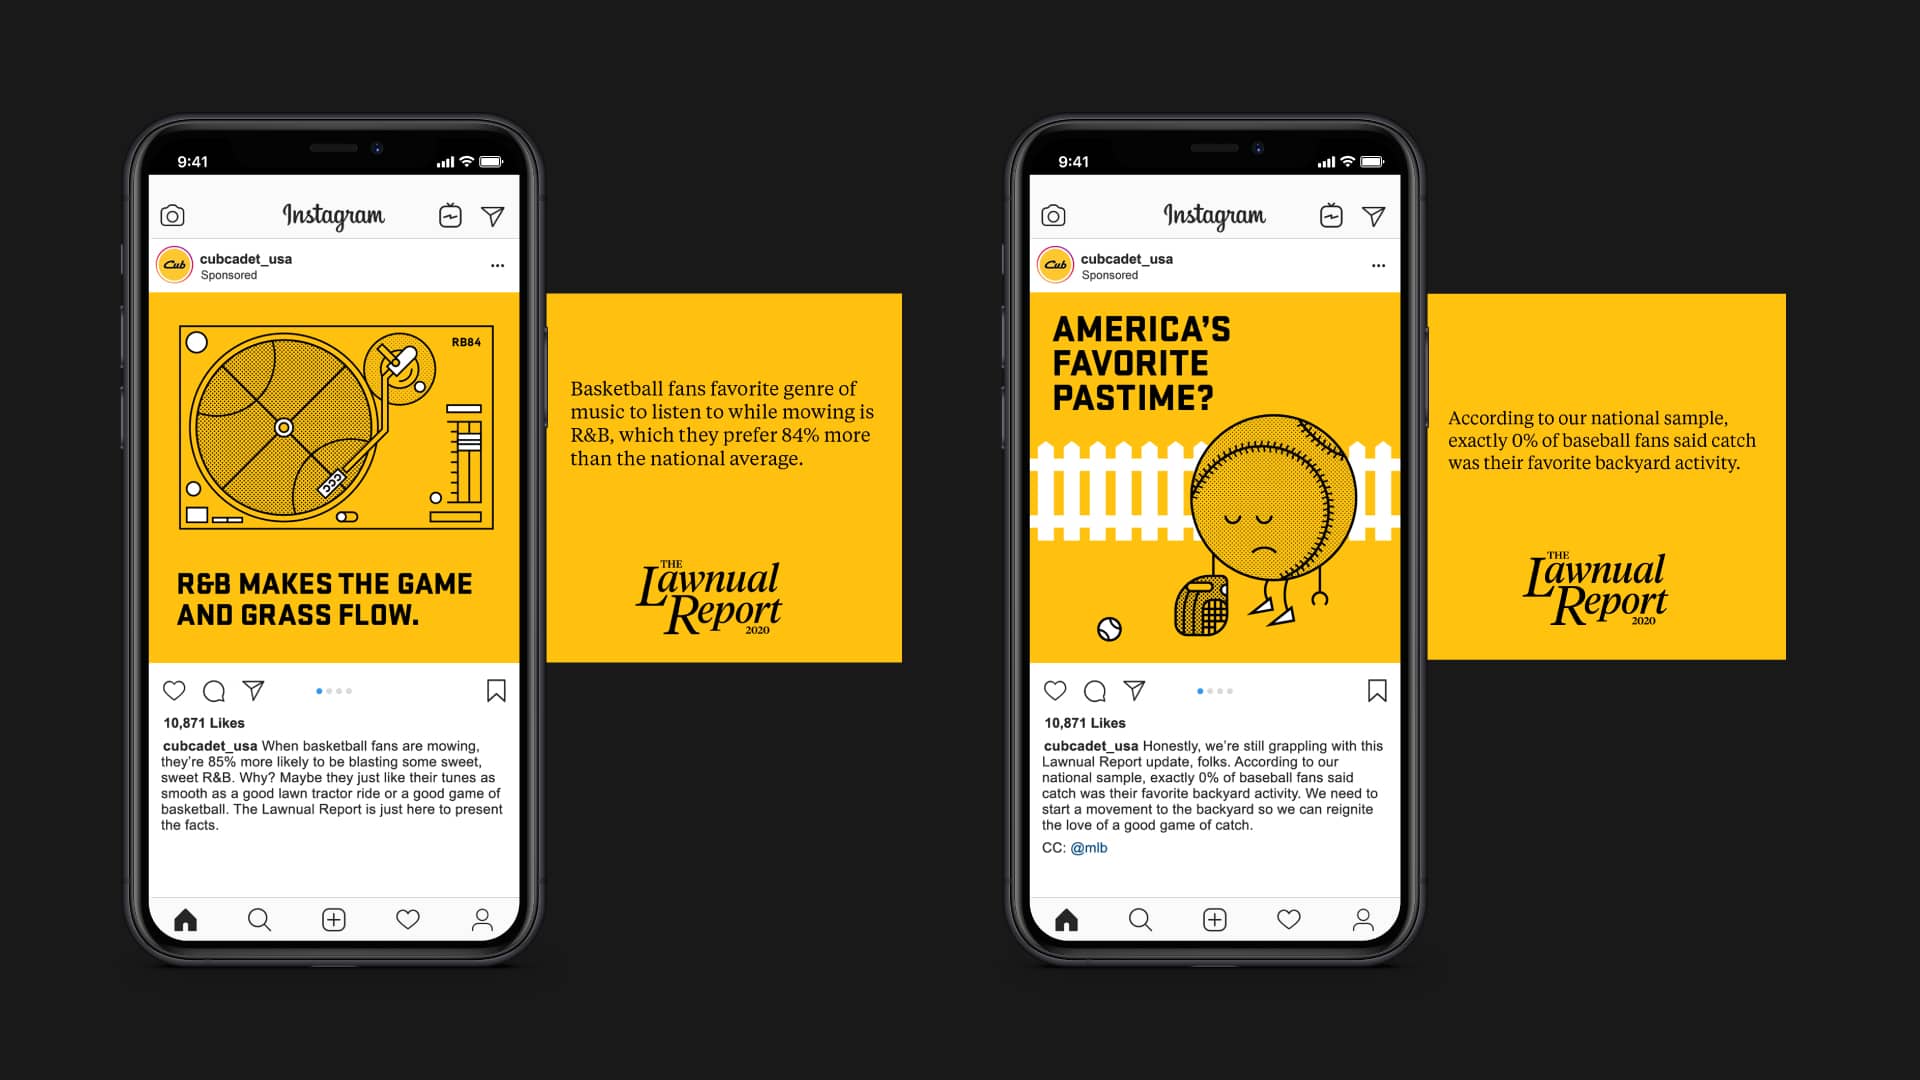 9:41
Instagram
Cub
cubcadet_usa
Sponsored
RB84
R&B MAKES THE GAME
AND GRASS FLOW.
10,871 Likes
cubcadet_usa When basketball fans are mowing,
they're 85% more likely to be blasting some sweet,
sweet R&B. Why? Maybe they just like their tunes as
smooth as a good lawn tractor ride or a good game of
basketball. The Lawnual Report is just here to present
the facts.
Basketball fans favorite genre of
music to listen to while mowing is
R&B, which they prefer 84% more
than the national average.
THE
Lawnual
Report
2020
9:41
Instagram
Cub
cubcadet_usa
Sponsored
AMERICA'S
FAVORITE
PASTIME?
10,871 Likes
cubcadet_usa Honestly, we're still grappling with this
Lawnual Report update, folks. According to our
national sample, exactly 0% of baseball fans said
catch was their favorite backyard activity. We need to
start a movement to the backyard so we can reignite
the love of a good game of catch.
CC: @mlb
According to our national sample,
exactly 0% of baseball fans said catch
was their favorite backyard activity.
THE
Lawnual
Report
2020